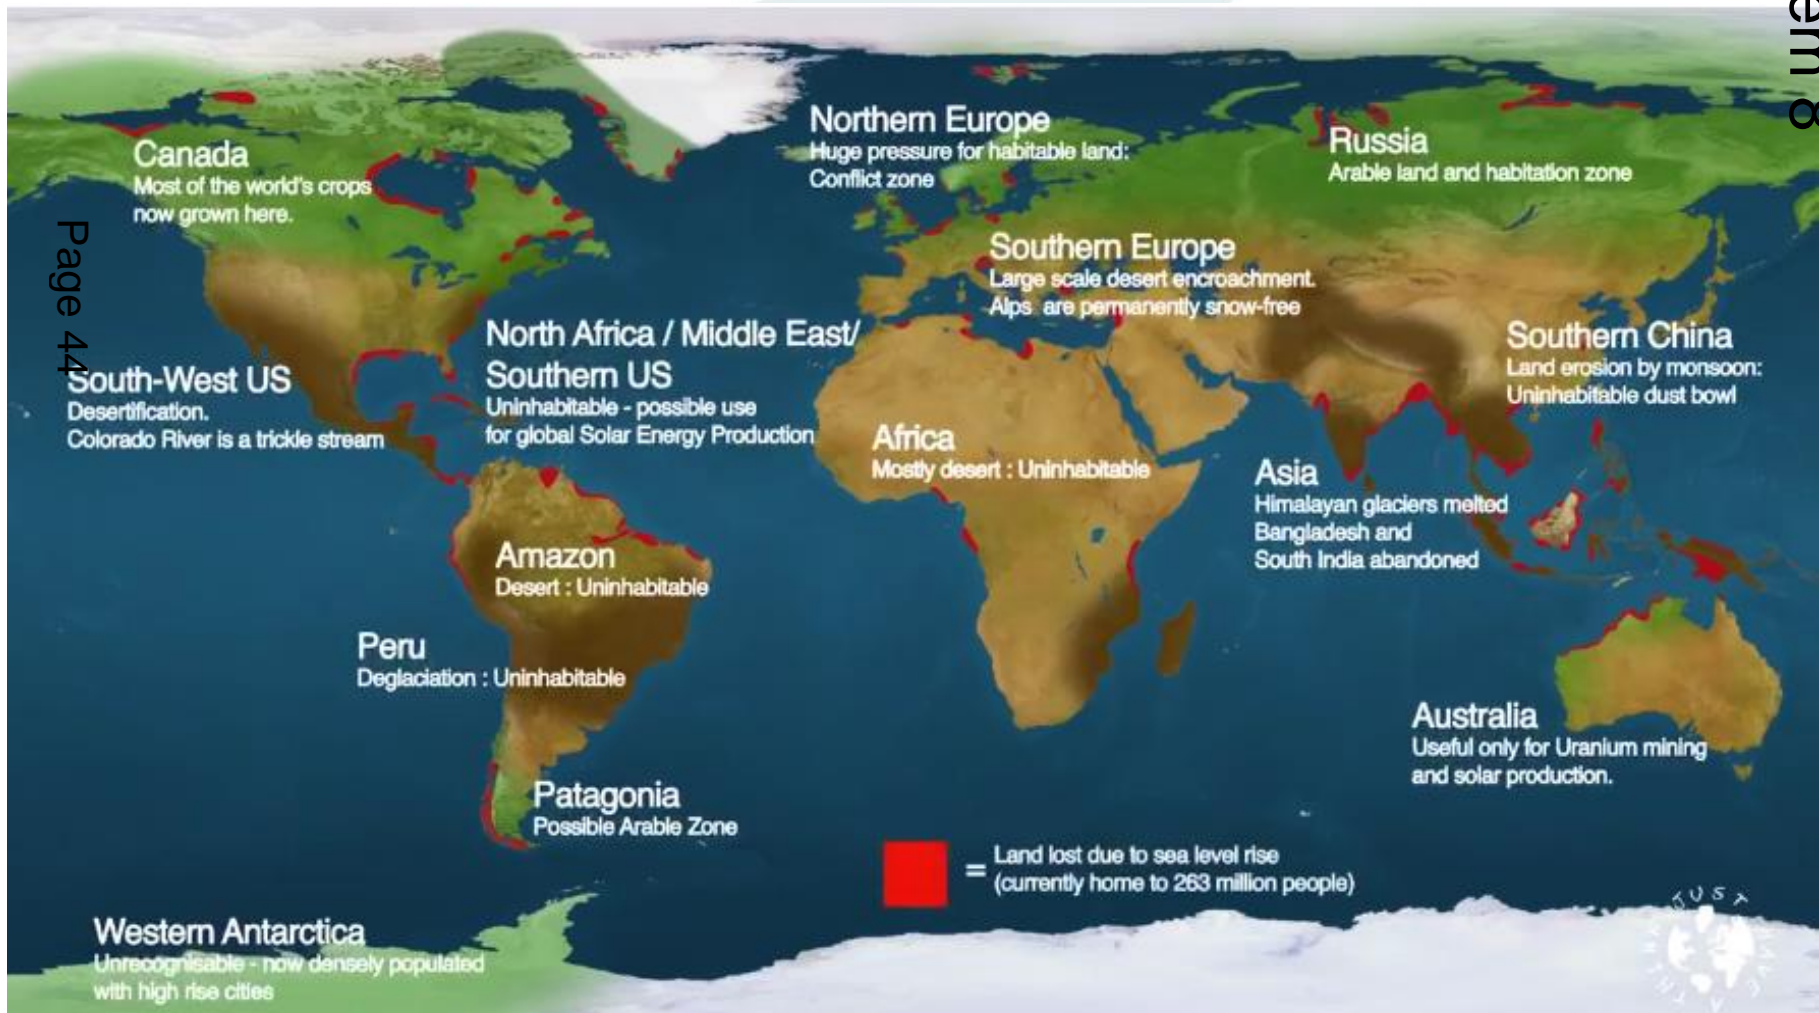 em 8
Page 44
Canada
Most of the world's crops
now grown here.
Northern Europe
Huge pressure for habitable land:
Conflict zone
Russia
Arable land and habitation zone
Southern Europe
Large scale desert encroachment.
Alps are permanently snow-free
South-West US
Desertification.
Colorado River is a trickle stream
North Africa / Middle East/
Southern US
Uninhabitable - possible use
for global Solar Energy Production
Southern China
Land erosion by monsoon:
Uninhabitable dust bowl
Africa
Mostly desert : Uninhabitable
Asia
Himalayan glaciers melted
Bangladesh and
South India abandoned
Amazon
Desert : Uninhabitable
Peru
Deglaciation : Uninhabitable
Australia
Useful only for Uranium mining
and solar production.
Patagonia
Possible Arable Zone
= Land lost due to sea level rise
(currently home to 263 million people)
Western Antarctica
Unrecognisable - now densely populated
with high rise cities
JUST HAVE A THINK